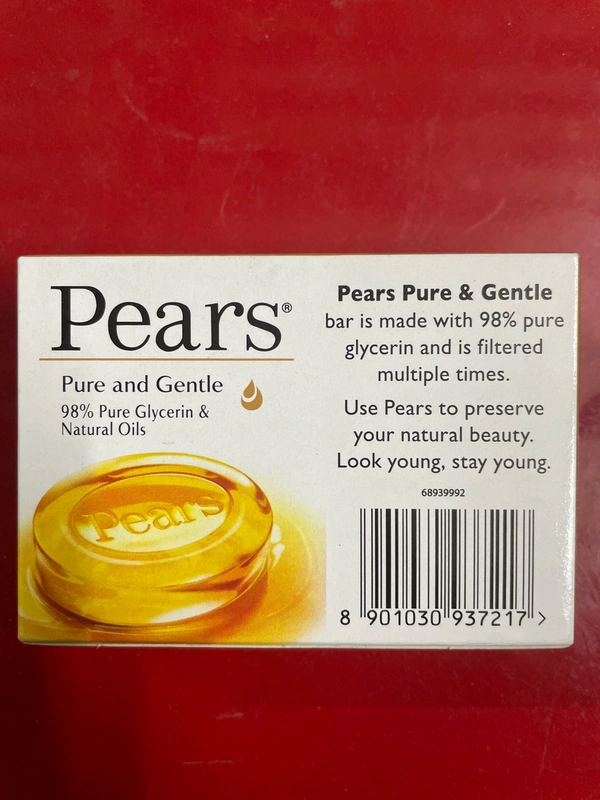 Pears®
Pure and Gentle
98% Pure Glycerin &
Natural Oils
Pears
Pears Pure & Gentle
bar is made with 98% pure
glycerin and is filtered
multiple times.
Use Pears to preserve
your natural beauty.
Look young, stay young.
68939992
8 901030 937217 >